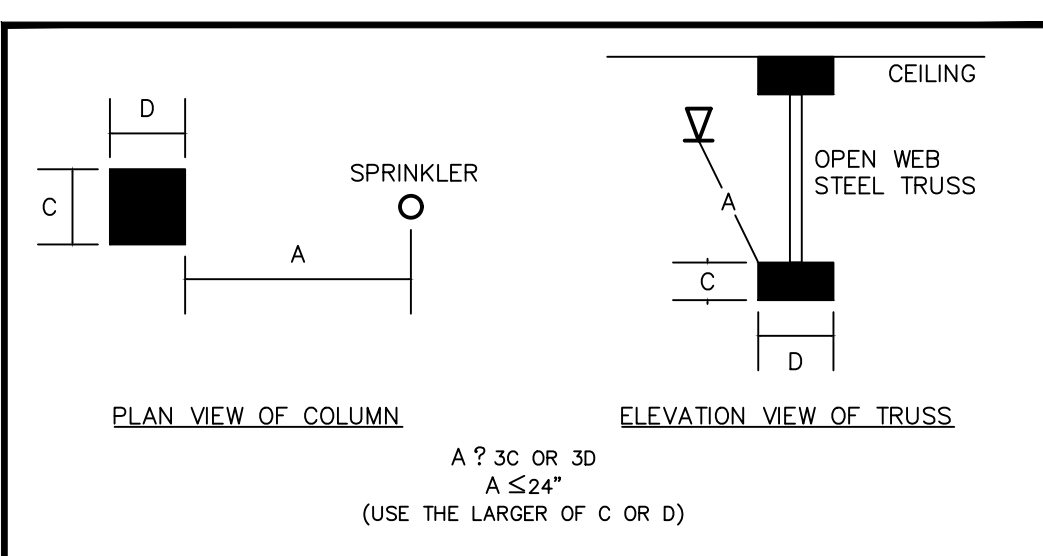 D
C
SPRINKLER
A
PLAN VIEW OF COLUMN
CEILING
OPEN WEB
STEEL TRUSS
A
C
D
ELEVATION VIEW OF TRUSS
A ? 3C OR 3D
A ≤24"
(USE THE LARGER OF C OR D)